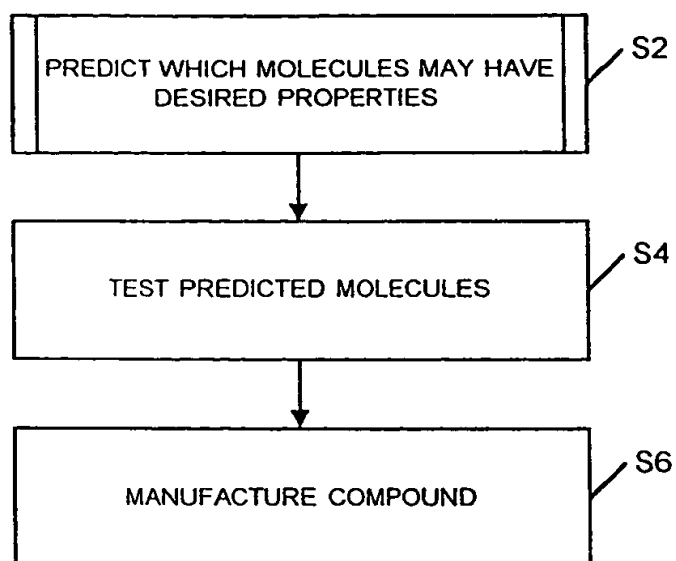 PREDICT WHICH MOLECULES MAY HAVE
DESIRED PROPERTIES
S2
TEST PREDICTED MOLECULES
S4
MANUFACTURE COMPOUND
S6